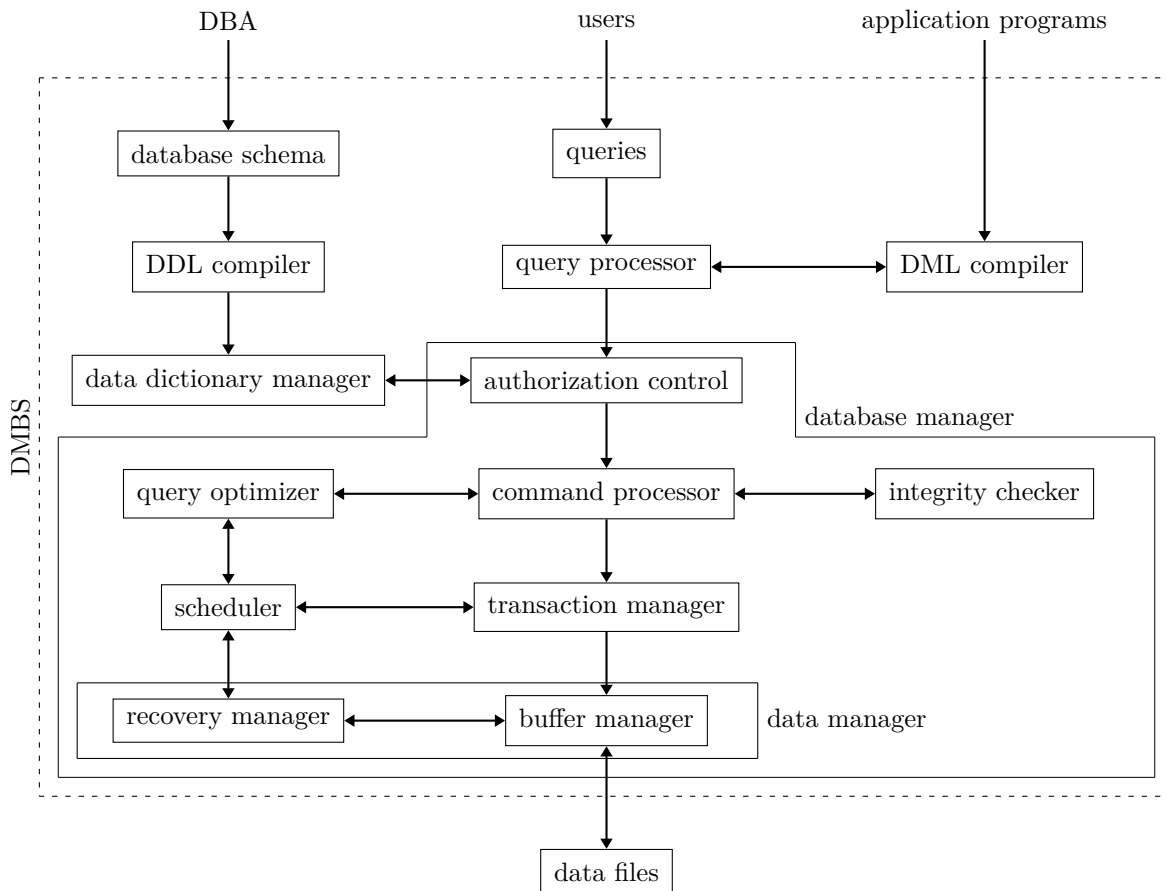 DBA
users
application programs
database schema
queries
DDL compiler
query processor
DML compiler
data dictionary manager
authorization control
database manager
DMBS
query optimizer
command processor
integrity checker
scheduler
transaction manager
recovery manager
buffer manager
data manager
data files